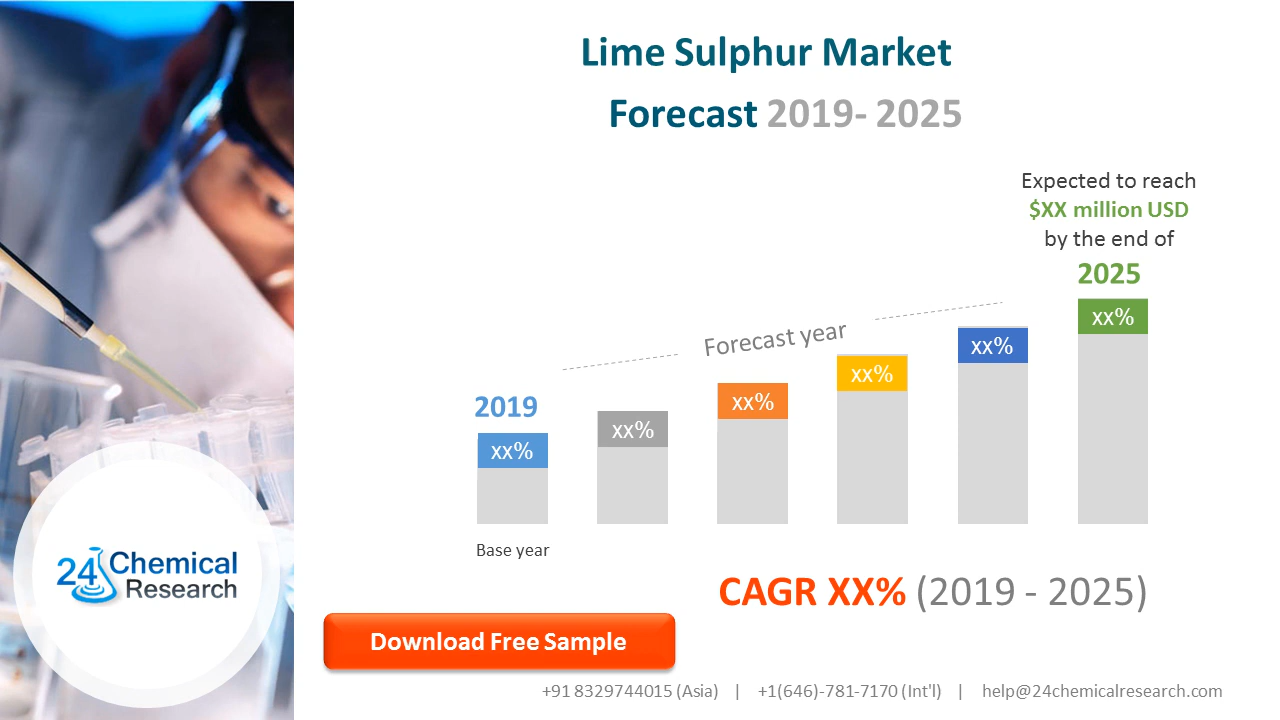 Lime Sulphur Market
Forecast 2019- 2025
Expected to reach
$XX million USD
by the end of
2025
xx%
Forecast year
xx%
xx%
xx%
2019
xx%
xx%
Base year
24 Chemical
Research
CAGR XX% (2019 - 2025)
Download Free Sample
+91 8329744015 (Asia) | +1(646)-781-7170 (Int'l) | help@24chemicalresearch.com